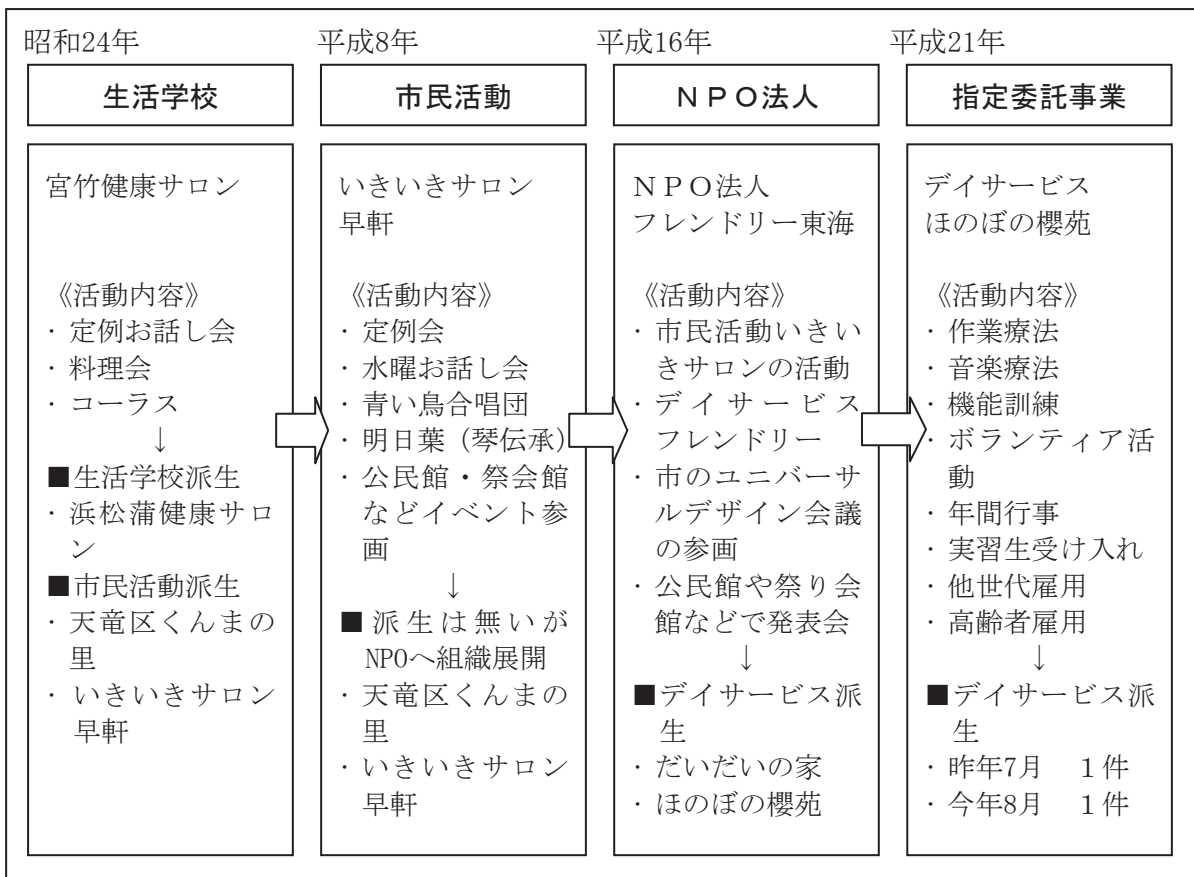 昭和24年
生活学校
宮竹健康サロン
《活動内容》
・定例お話し会
・料理会
・コーラス
↓
■生活学校派生
・浜松蒲健康サロ
ン
■市民活動派生
・天竜区くんまの
里
・いきいきサロン
早軒
平成8年
市民活動
いきいきサロン
早軒
《活動内容》
・定例会
・水曜お話し会
・青い鳥合唱団
・明日葉（琴伝承）
・公民館・祭会館
などイベント参
画
↓
■派生は無いが
NPOへ組織展開
・天竜区くんまの
里
・いきいきサロン
早軒
平成16年
ＮＰＯ法人
ＮＰＯ法人
フレンドリー東海
《活動内容》
・市民活動いきい
きサロンの活動
・デイサービス
フレンドリー
・市のユニバーサ
ルデザイン会議
の参画
・公民館や祭り会
館などで発表会
↓
■デイサービス派
生
・だいだいの家
・ほのぼの櫻苑
平成21年
指定委託事業
デイサービス
ほのぼの櫻苑
《活動内容》
・作業療法
・音楽療法
・機能訓練
・ボランティア活
動
・年間行事
・実習生受け入れ
・他世代雇用
・高齢者雇用
↓
■デイサービス派
生
・昨年7月　１件
・今年8月　１件